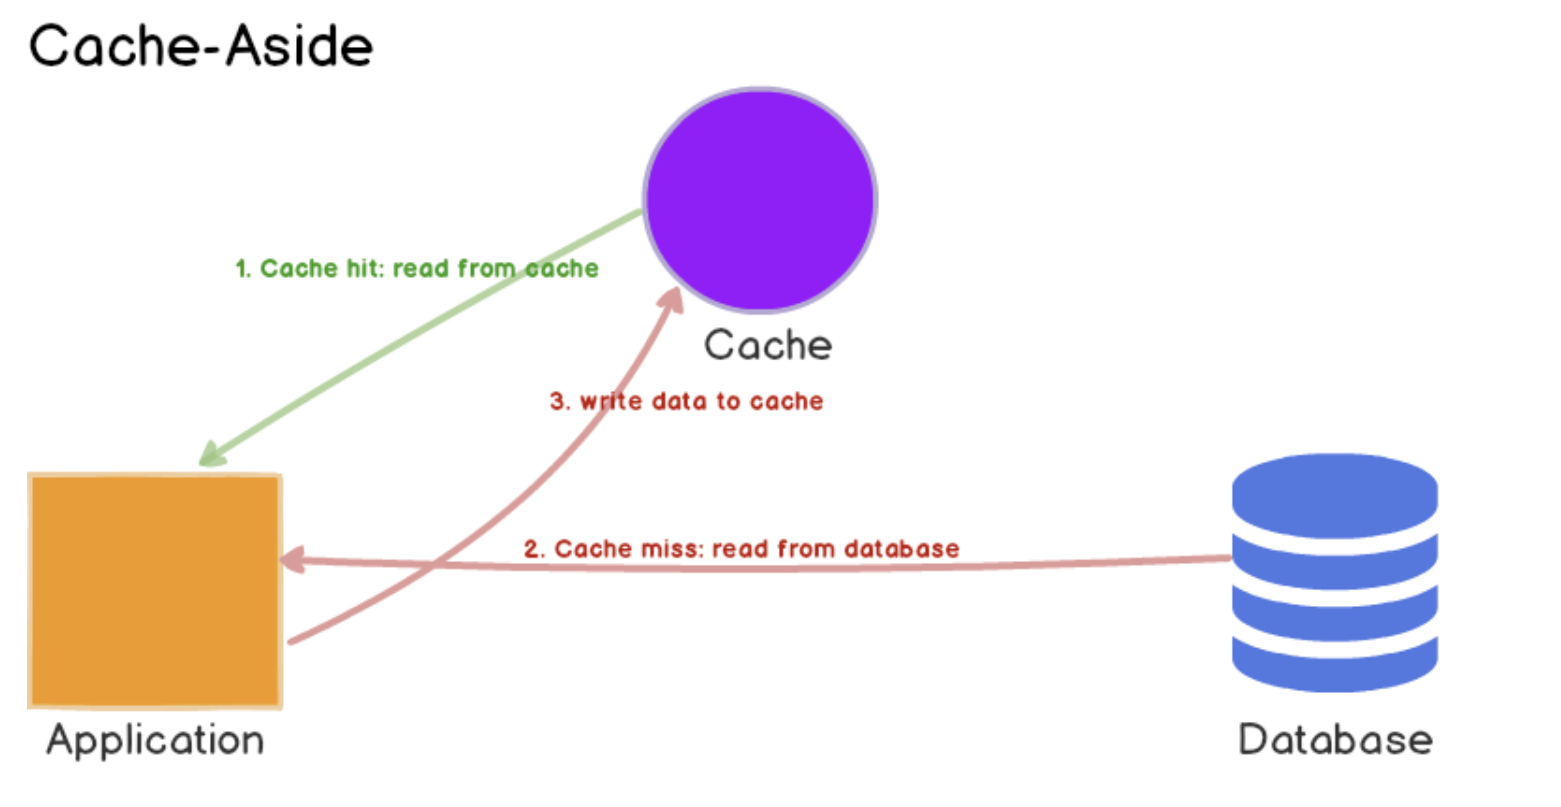 Cache-Aside
1. Cache hit: read from cache
Cache
3. write data to cache
2. Cache miss: read from database
Application
Database